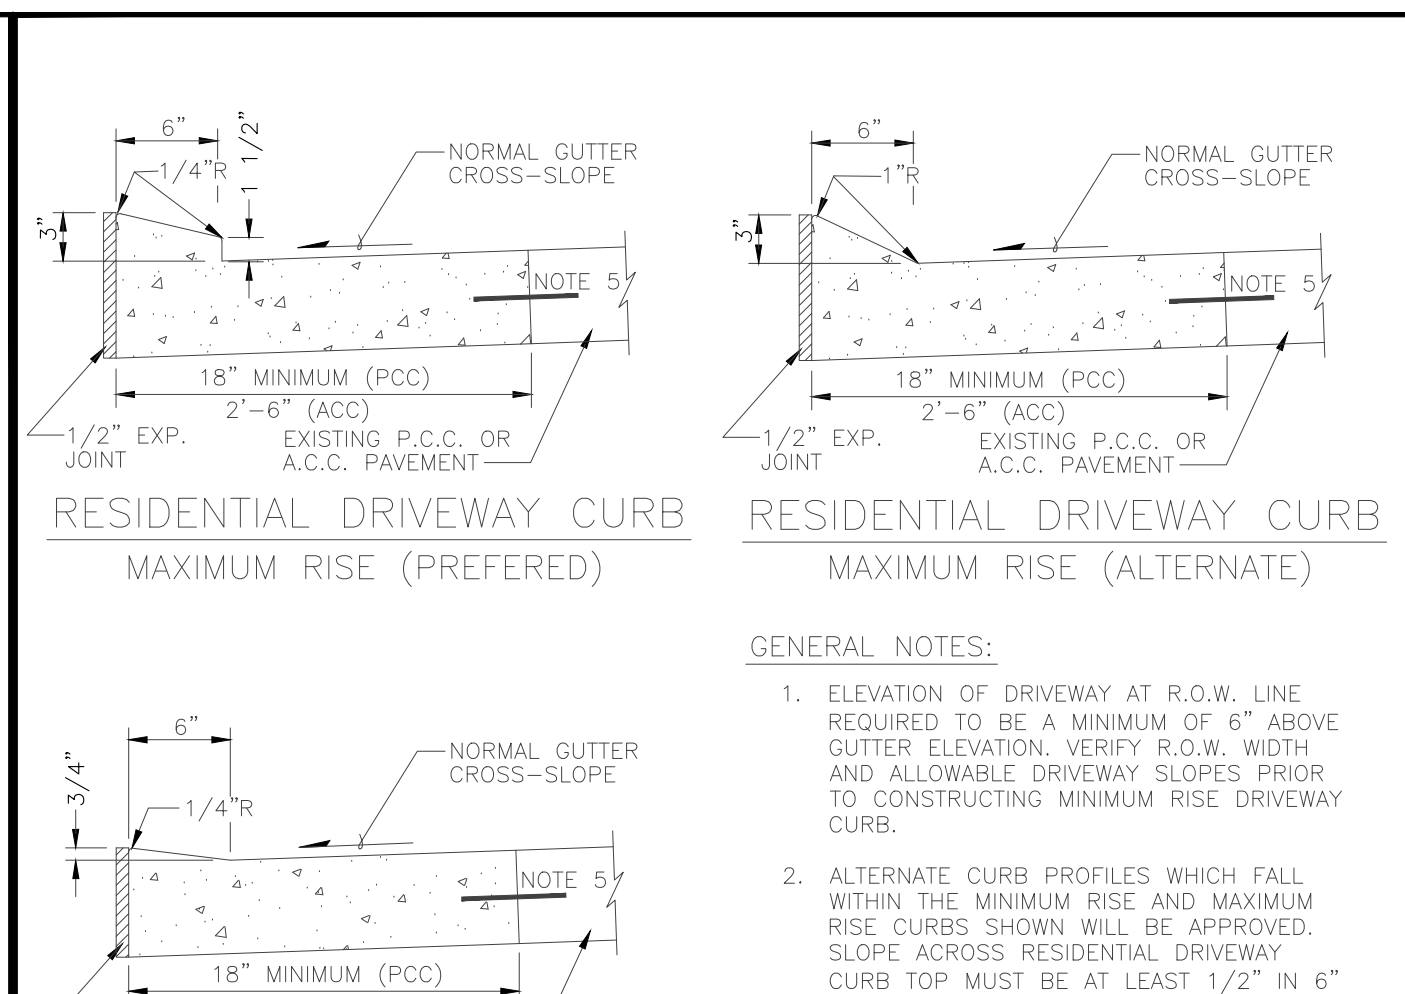 6"
1 1/2"
1/4"R
3"
NORMAL GUTTER
CROSS-SLOPE
NOTE 5
18" MINIMUM (PCC)
2'-6" (ACC)
1/2" EXP.
JOINT
EXISTING P.C.C. OR
A.C.C. PAVEMENT
RESIDENTIAL DRIVEWAY CURB
MAXIMUM RISE (PREFERED)
6"
1"R
3"
NORMAL GUTTER
CROSS-SLOPE
NOTE 5
18" MINIMUM (PCC)
2'-6" (ACC)
1/2" EXP.
JOINT
EXISTING P.C.C. OR
A.C.C. PAVEMENT
RESIDENTIAL DRIVEWAY CURB
MAXIMUM RISE (ALTERNATE)
6"
3/4"
1/4"R
NORMAL GUTTER
CROSS-SLOPE
NOTE 5
18" MINIMUM (PCC)
GENERAL NOTES:
1. ELEVATION OF DRIVEWAY AT R.O.W. LINE
REQUIRED TO BE A MINIMUM OF 6" ABOVE
GUTTER ELEVATION. VERIFY R.O.W. WIDTH
AND ALLOWABLE DRIVEWAY SLOPES PRIOR
TO CONSTRUCTING MINIMUM RISE DRIVEWAY
CURB.
2. ALTERNATE CURB PROFILES WHICH FALL
WITHIN THE MINIMUM RISE AND MAXIMUM
RISE CURBS SHOWN WILL BE APPROVED.
SLOPE ACROSS RESIDENTIAL DRIVEWAY
CURB TOP MUST BE AT LEAST 1/2" IN 6"